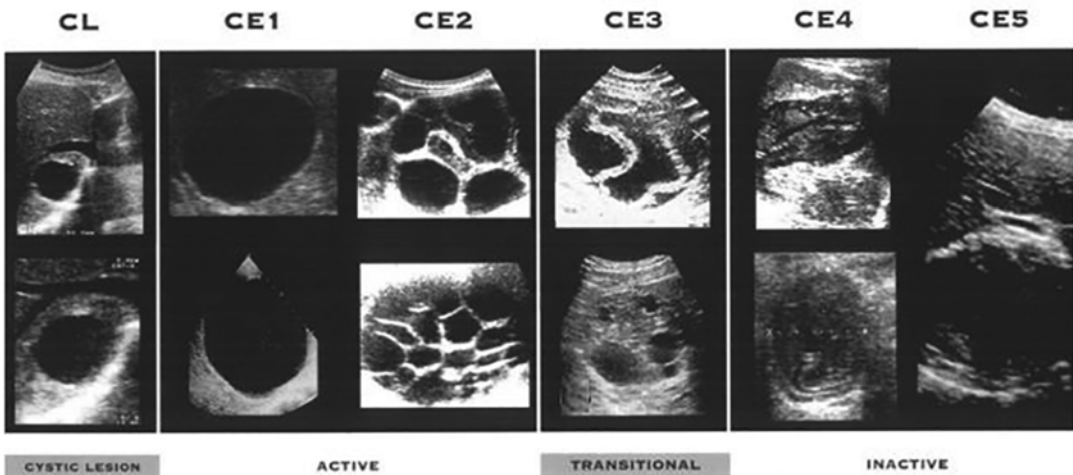 CL CE1 CE2 CE3 CE4 CE5
CYSTIC LESION ACTIVE TRANSITIONAL INACTIVE